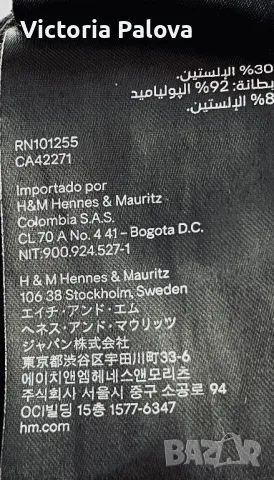 Използвано от Victoria Palova
30% الإلستين.
بطانة: 92% البولياميد
8% الإلستين.
RN101255
CA42271
Importado por
H&M Hennes & Mauritz
Colombia S.A.S.
CL 70 A No. 4 41 – Bogota D.C.
NIT:900.924.527-1
H & M Hennes & Mauritz
106 38 Stockholm, Sweden
エイチ・アンド・エム
ヘネス・アンド・マウリッツ
ジャパン株式会社
東京都渋谷区宇田川町33-6
에이치앤엠헤네스앤모리츠
주식회사 서울시 중구 소공로 94
OCI빌딩 15층 1577-6347
hm.com
BAZAR